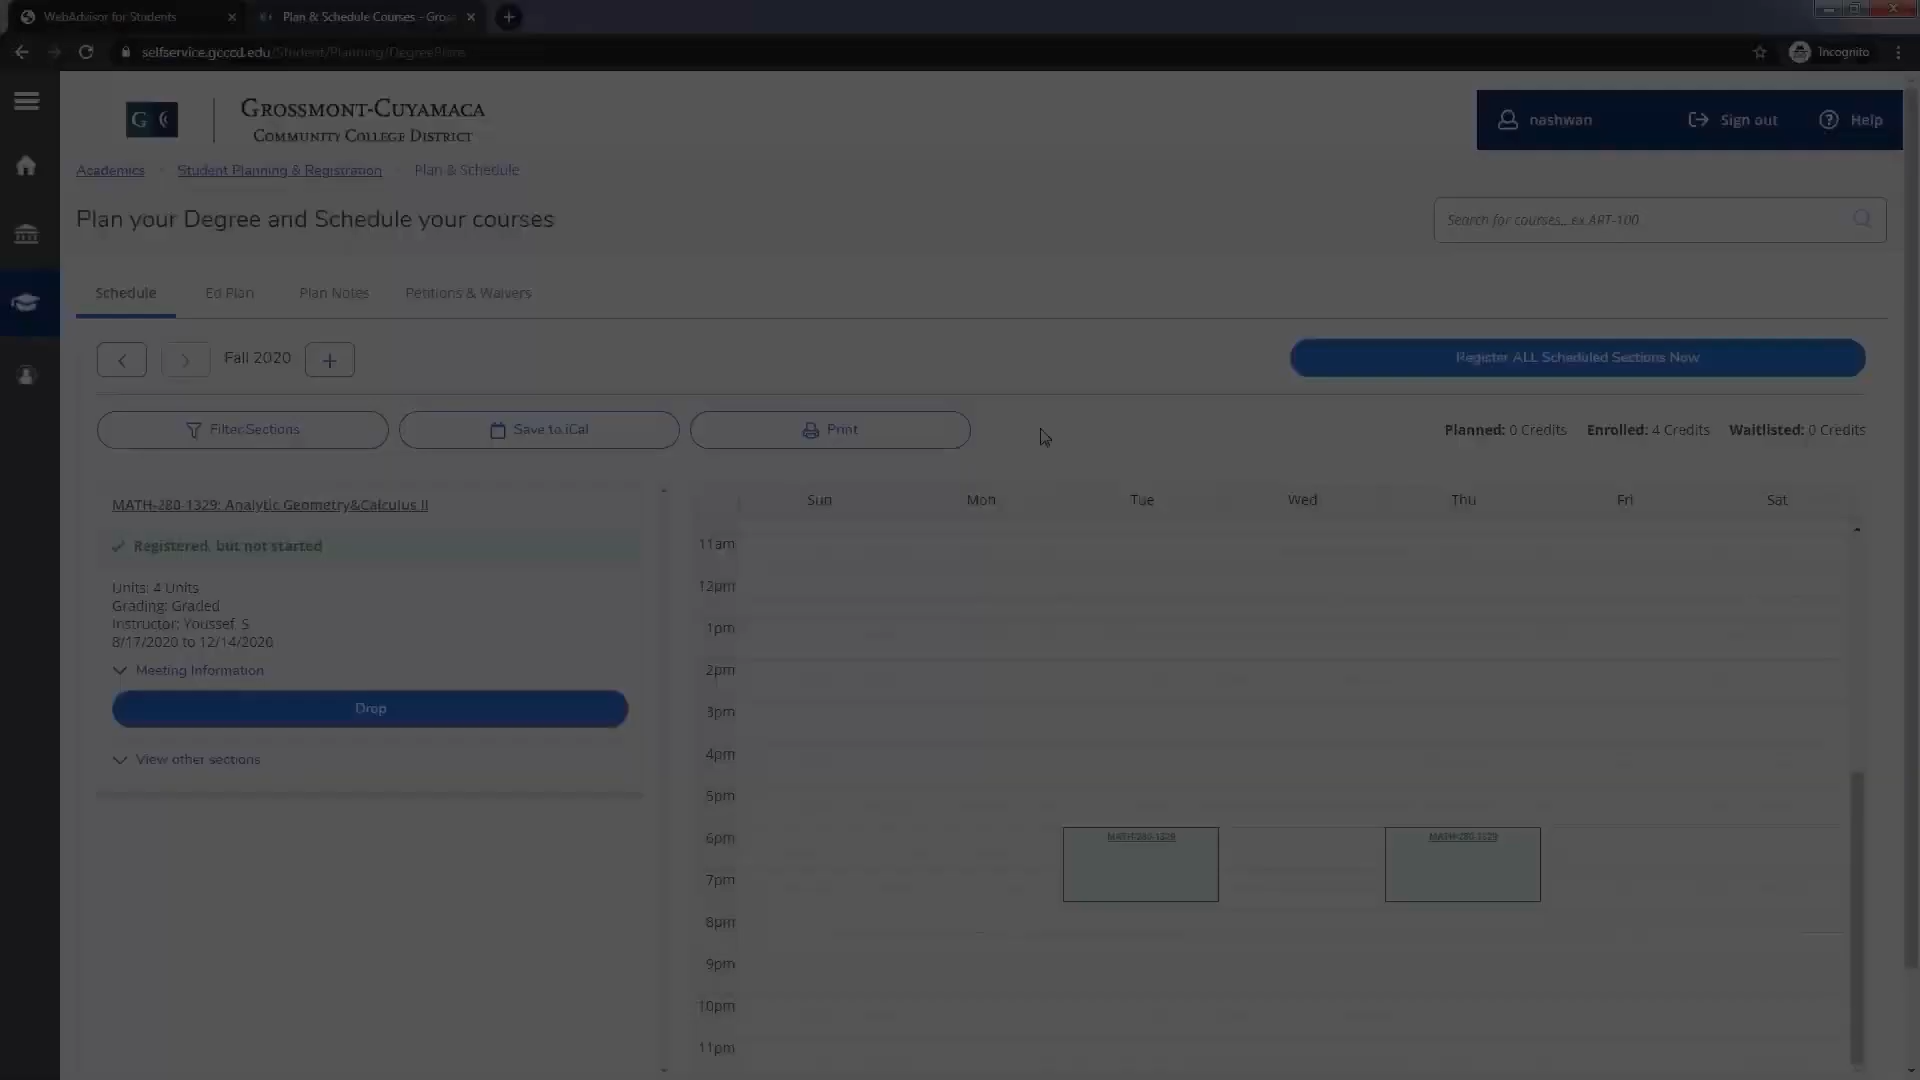 WebAdvisor for Students
Plan & Schedule Courses - Gro
selfservice.gcccd.edu/Student/Planning/DegreePlans
Incognito
GC
GROSSMONT-CUYAMACA
COMMUNITY COLLEGE DISTRICT
nashwan
Sign out
Help
Academics
Student Planning & Registration
Plan & Schedule
Plan your Degree and Schedule your courses
Search for courses... ex ART-100
Schedule
Ed Plan
Plan Notes
Petitions & Waivers
Fall 2020
Register ALL Scheduled Sections Now
Filter Sections
Save to iCal
Print
Planned: 0 Credits
Enrolled: 4 Credits
Waitlisted: 0 Credits
MATH-280-1329: Analytic Geometry&Calculus II
Registered, but not started
Units: 4 Units
Grading: Graded
Instructor: Youssef, S
8/17/2020 to 12/14/2020
Meeting Information
Drop
View other sections
Sun Mon Tue Wed Thu Fri Sat
11am
12pm
1pm
2pm
3pm
4pm
5pm
6pm
MATH-280-1329
MATH-280-1329
7pm
8pm
9pm
10pm
11pm